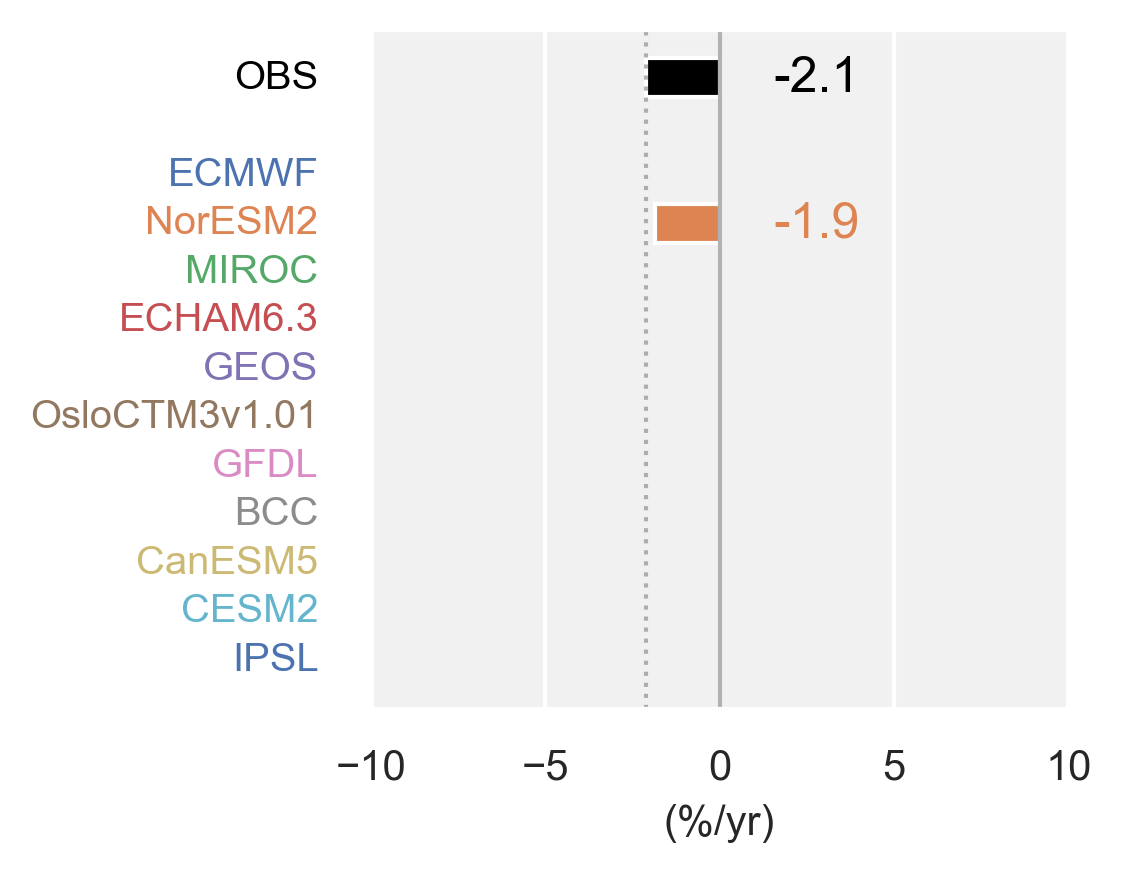 OBS -2.1
ECMWF
NorESM2 -1.9
MIROC
ECHAM6.3
GEOS
OsloCTM3v1.01
GFDL
BCC
CanESM5
CESM2
IPSL
−10 −5 0 5 10
(%/yr)